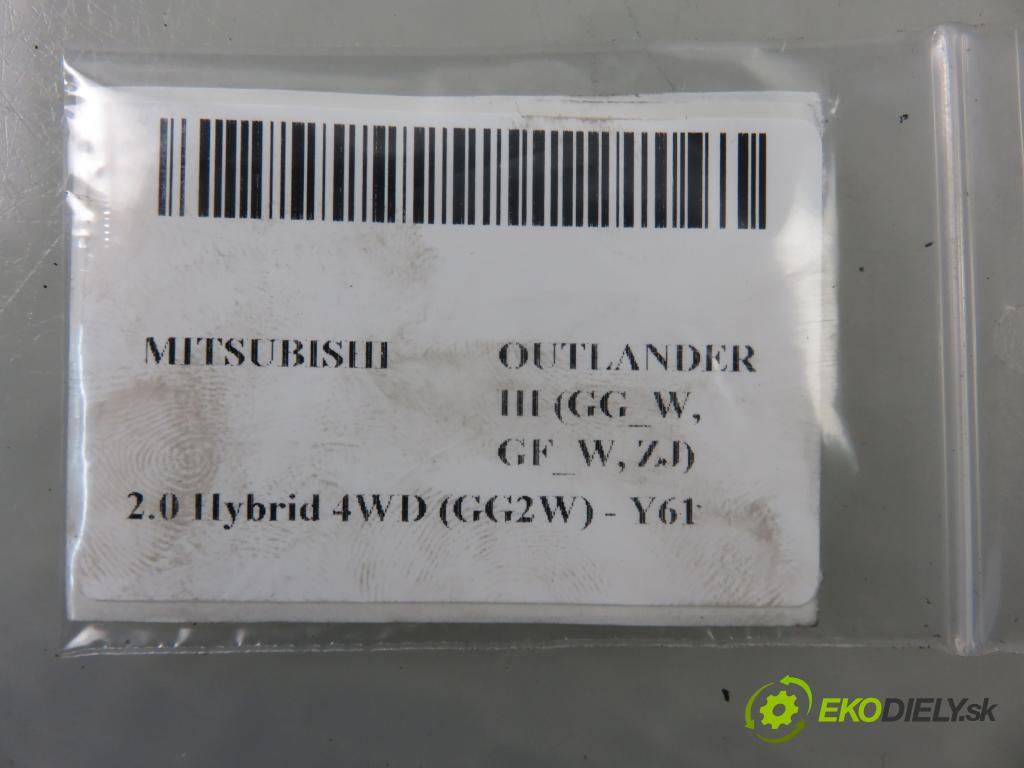 MITSUBISHI OUTLANDER
III (GG_W,
GF_W, ZJ)
2.0 Hybrid 4WD (GG2W) - Y61
EKODIELY.sk